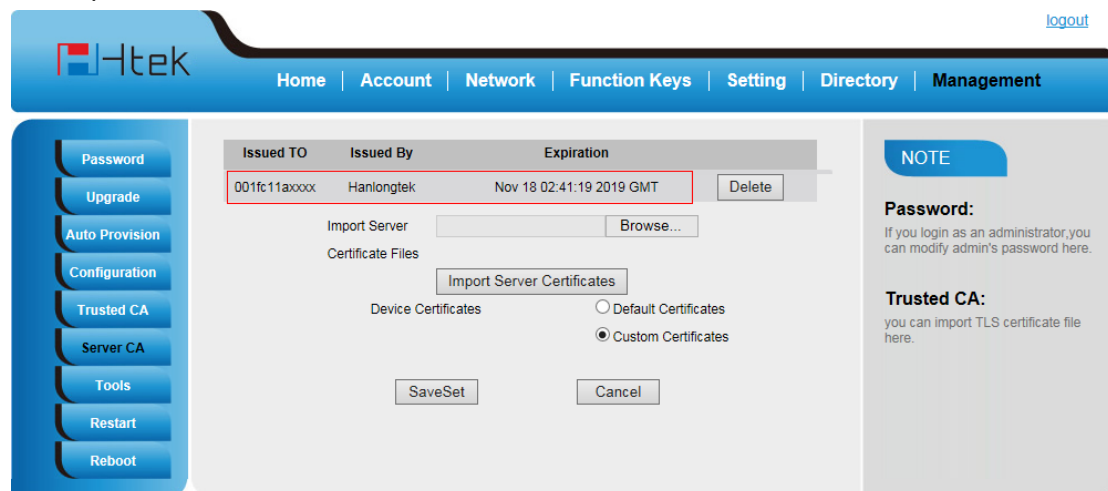 logout
Htek
Home | Account | Network | Function Keys | Setting | Directory | Management
Password
Upgrade
Auto Provision
Configuration
Trusted CA
Server CA
Tools
Restart
Reboot
Issued TO Issued By Expiration
001fc11axxxx Hanlongtek Nov 18 02:41:19 2019 GMT Delete
Import Server Browse...
Certificate Files
Import Server Certificates
Device Certificates Default Certificates
Custom Certificates
SaveSet Cancel
NOTE
Password:
If you login as an administrator,you
can modify admin's password here.
Trusted CA:
you can import TLS certificate file
here.